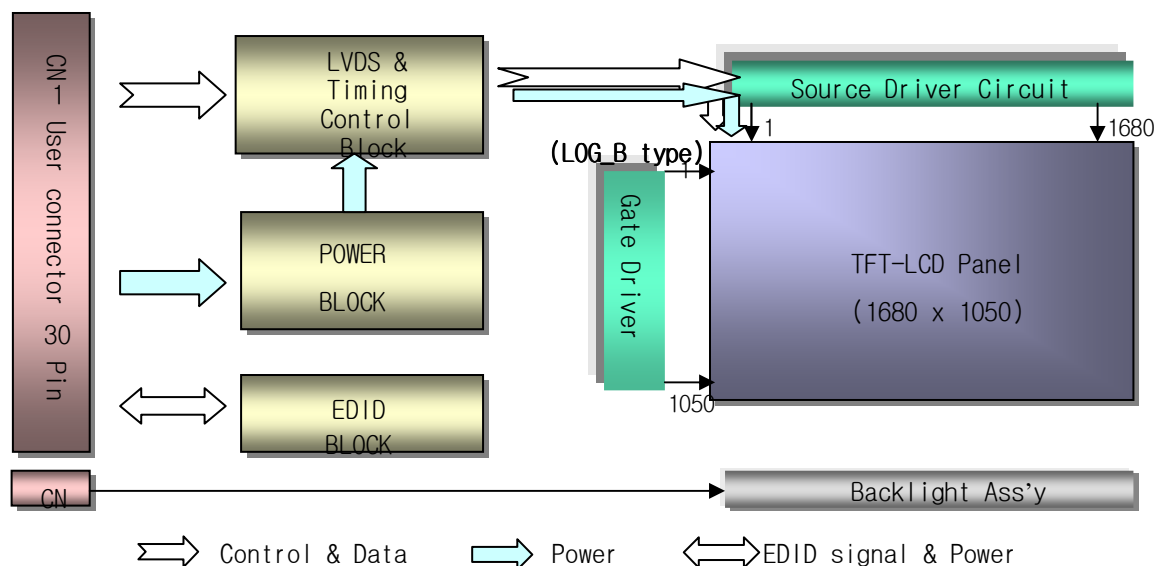 CN-1 User connector 30 Pin
LVDS &
Timing
Control
Block
Source Driver Circuit
1
1680
(LOG_B type)
1
Gate Driver
1050
POWER
BLOCK
TFT-LCD Panel
(1680 x 1050)
EDID
BLOCK
CN
Backlight Ass'y
Control & Data
Power
EDID signal & Power